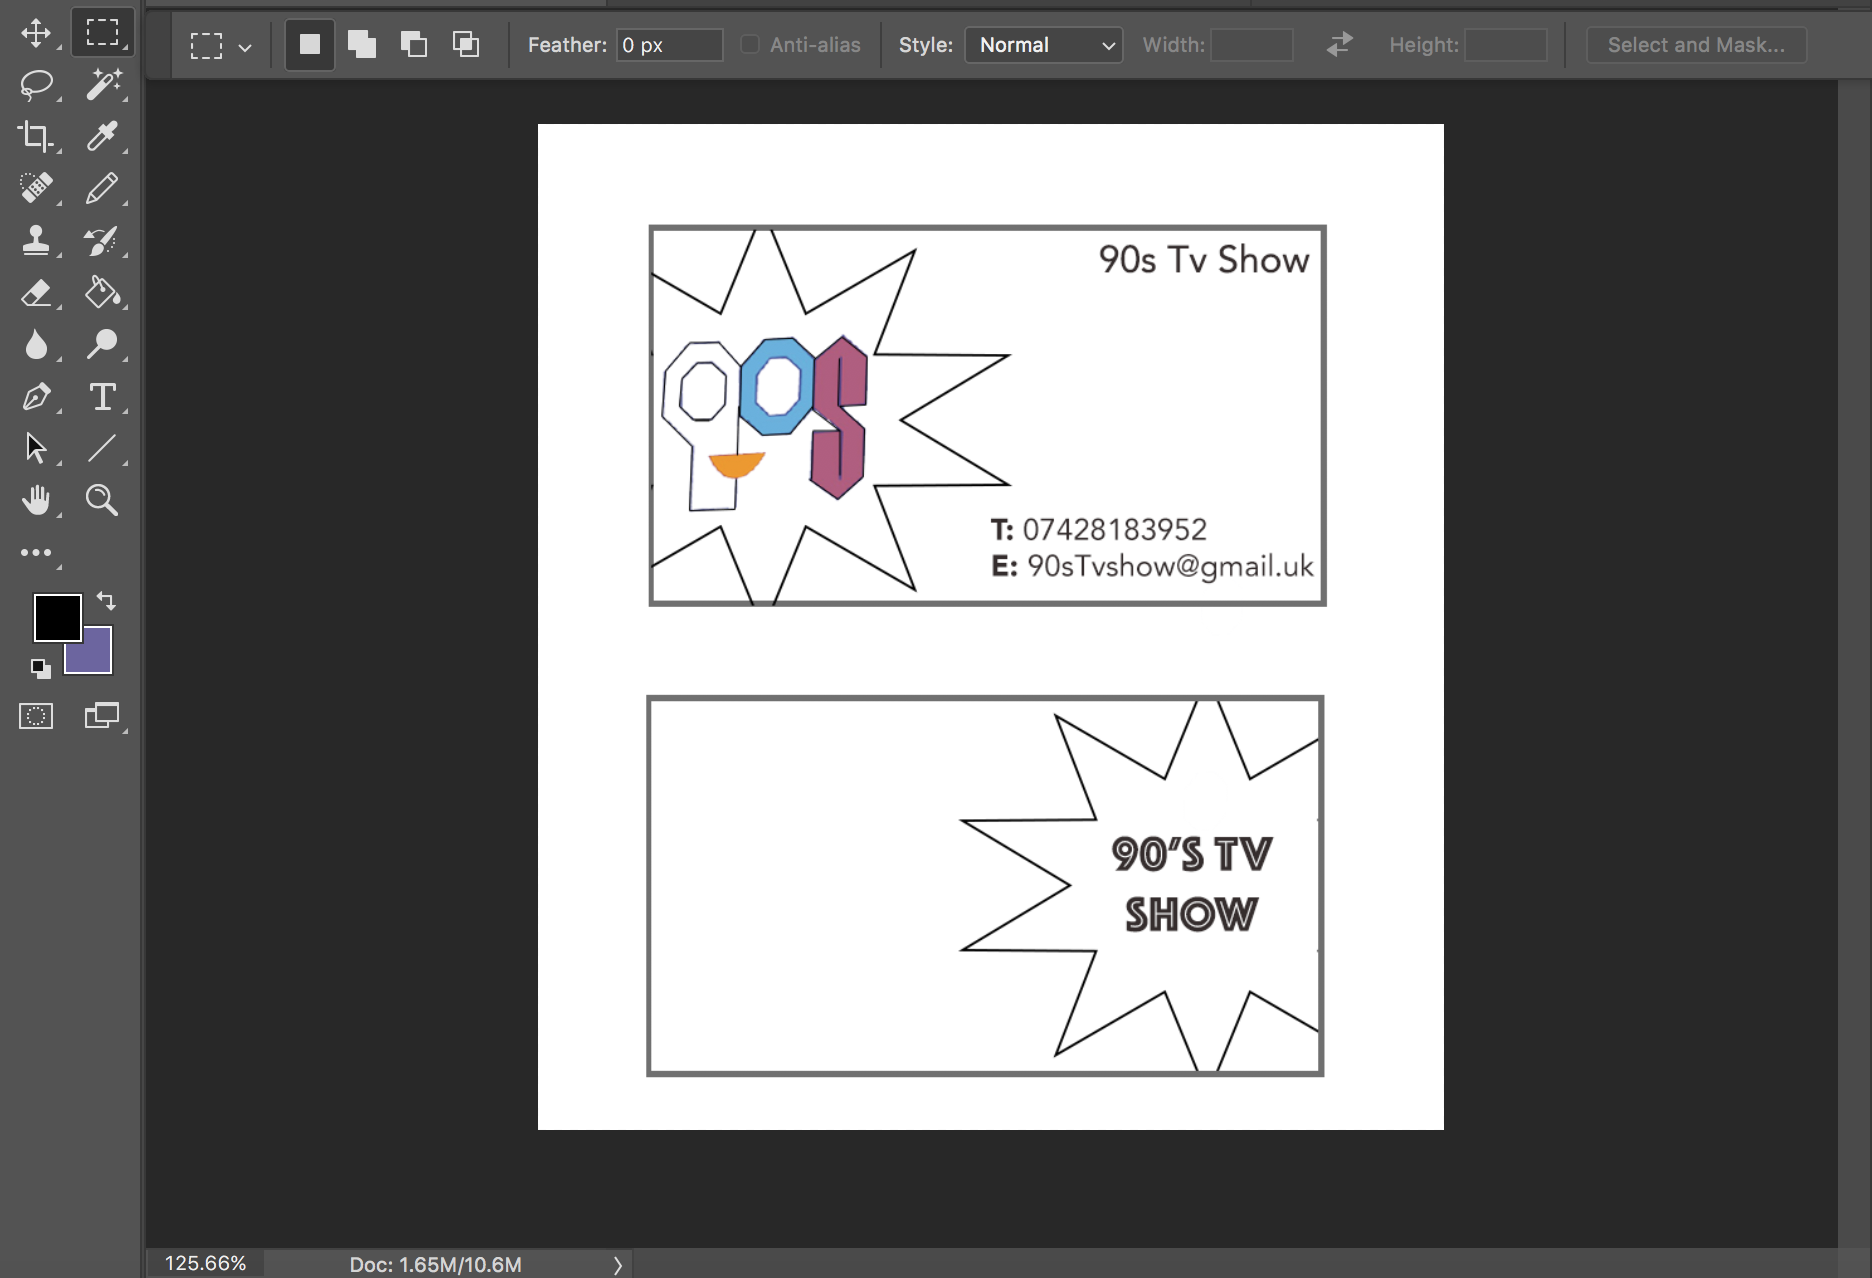 Feather: 0 px Anti-alias Style: Normal Width: Height: Select and Mask...
90s Tv Show
90s
T: 07428183952
E: 90sTvshow@gmail.uk
90'S TV
SHOW
125.66% Doc: 1.65M/10.6M